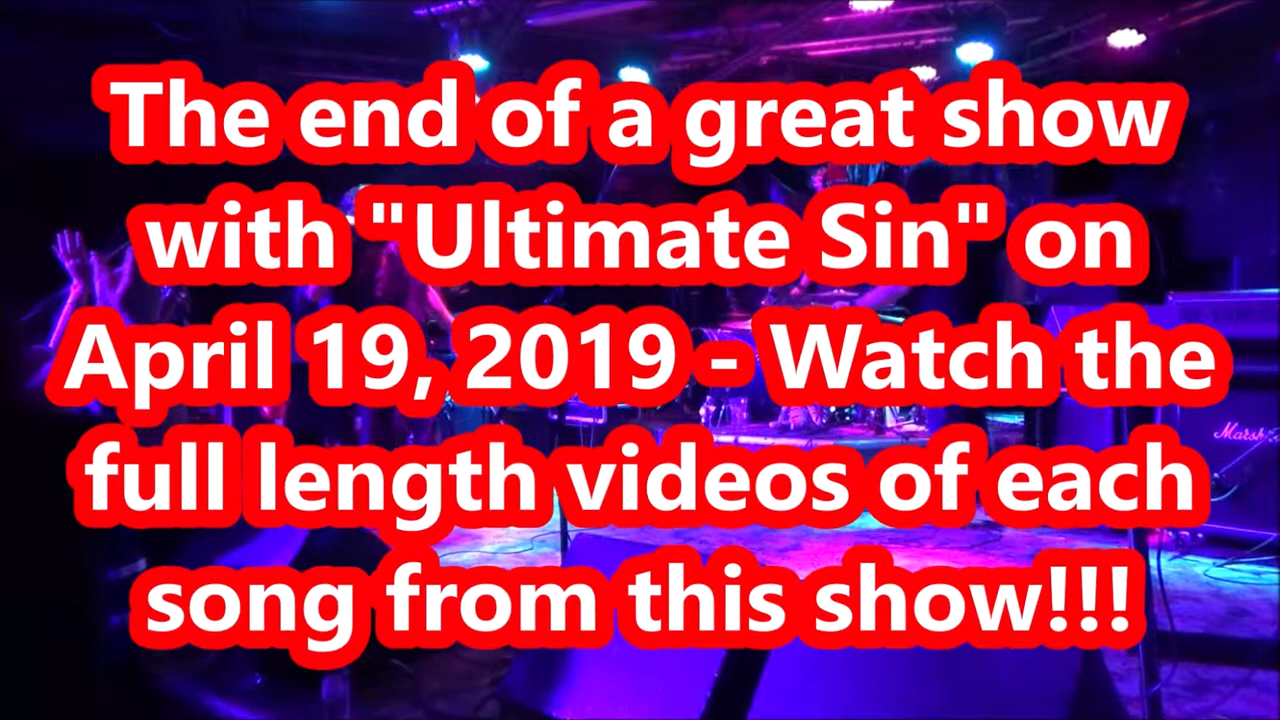 The end of a great show
with "Ultimate Sin" on
April 19, 2019 - Watch the
full length videos of each
song from this show!!!
Marsh